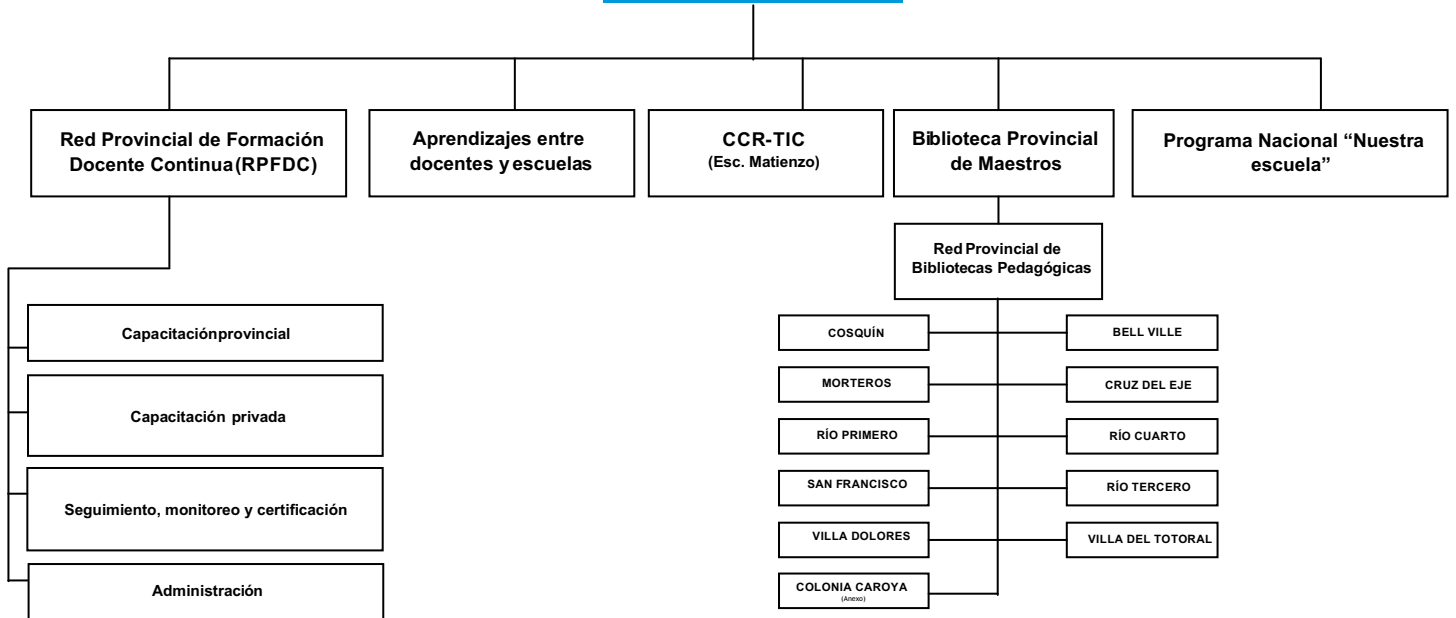 Red Provincial de Formación
Docente Continua (RPFDC)
Aprendizajes entre
docentes y escuelas
CCR-TIC
(Esc. Matienzo)
Biblioteca Provincial
de Maestros
Programa Nacional “Nuestra
escuela”
Red Provincial de
Bibliotecas Pedagógicas
Capacitaciónprovincial
Capacitación privada
Seguimiento, monitoreo y certificación
Administración
COSQUÍN
BELL VILLE
MORTEROS
CRUZ DEL EJE
RÍO PRIMERO
RÍO CUARTO
SAN FRANCISCO
RÍO TERCERO
VILLA DOLORES
VILLA DEL TOTORAL
COLONIA CAROYA
(Anexo)